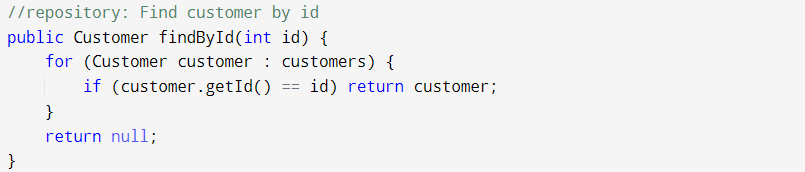 //repository: Find customer by id
public Customer findById(int id) {
    for (Customer customer : customers) {
        if (customer.getId() == id) return customer;
    }
    return null;
}